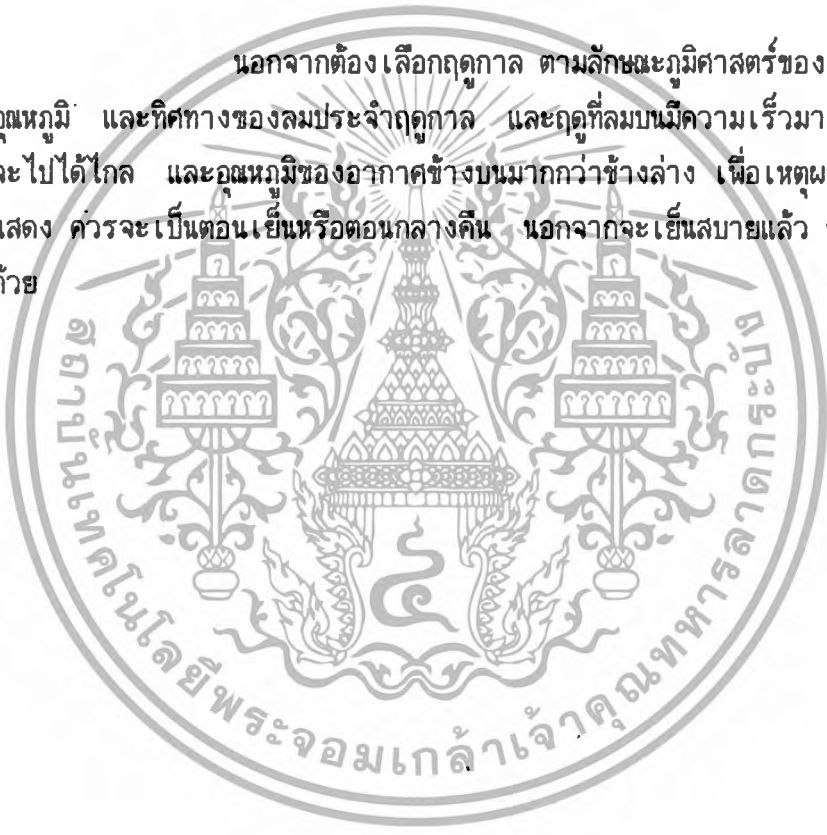 นอกจากต้องเลือกฤดูกาล ตามลักษณะภูมิศาสตร์ของ
อุณหภูมิ และทิศทางของลมประจำฤดูกาล และฤดูที่ลมบนมีความเร็วมา
จะไปได้ไกล และอุณหภูมิของอากาศข้างบนมากกว่าข้างล่าง เพื่อเหตุผ
แสดง ควรจะเป็นตอนเย็นหรือตอนกลางคืน นอกจากจะเย็นสบายแล้ว
ด้วย
สถาบันเทคโนโลยีพระจอมเกล้าเจ้าคุณทหารลาดกระบัง
๔